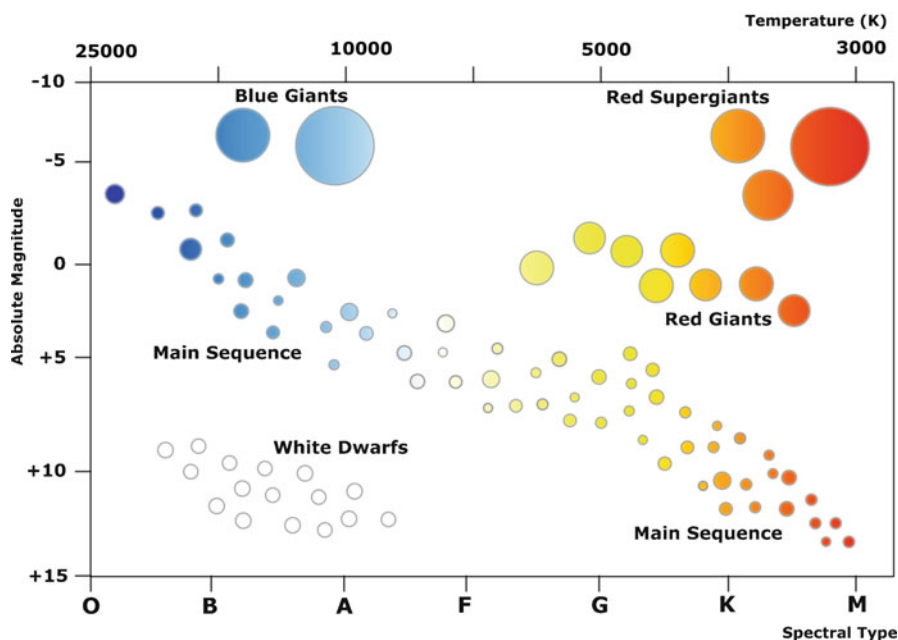 Temperature (K)
25000 10000 5000 3000
-10
Blue Giants Red Supergiants
-5
0
Absolute Magnitude
Red Giants
Main Sequence
+5
White Dwarfs
+10
Main Sequence
+15
O B A F G K M
Spectral Type